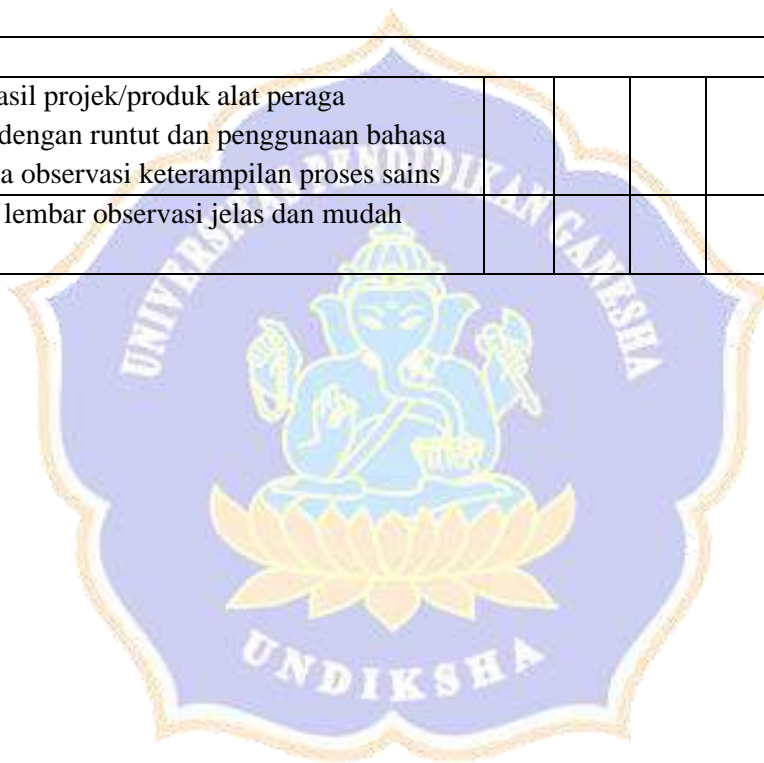 asil projek/produk alat peraga
dengan runtut dan penggunaan bahasa
a observasi keterampilan proses sains
lembar observasi jelas dan mudah
UNIVERSITAS PENDIDIKAN GANESHA
UNDIKSHA